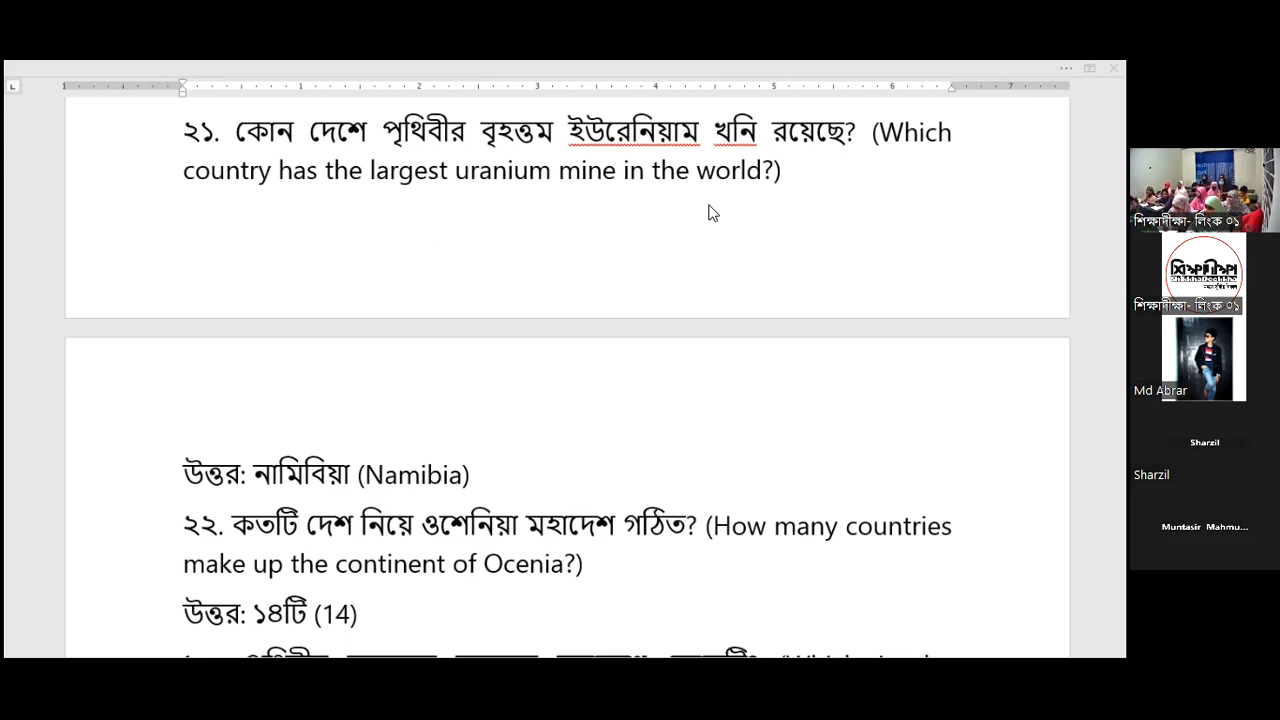 ২১. কোন দেশে পৃথিবীর বৃহত্তম ইউরেনিয়াম খনি রয়েছে? (Which
country has the largest uranium mine in the world?)
উত্তর: নামিবিয়া (Namibia)
২২. কতটি দেশ নিয়ে ওশেনিয়া মহাদেশ গঠিত? (How many countries
make up the continent of Ocenia?)
উত্তর: ১৪টি (14)
শিক্ষাদীক্ষা- লিংক ০১
শিক্ষাদীক্ষা
শিক্ষাদীক্ষা- লিংক ০১
Md Abrar
Sharzil
Sharzil
Muntasir Mahmu...